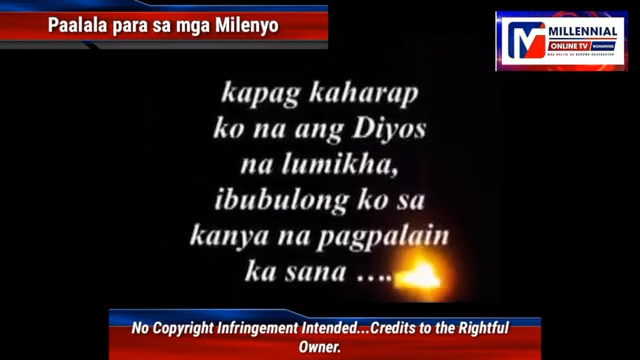 Paalala para sa mga Milenyo
MILLENNIAL
ONLINE TV
WORLDWIDE
kapag kaharap
ko na ang Diyos
na lumikha,
ibubulong ko sa
kanya na pagpalain
ka sana ....
No Copyright Infringement Intended...Credits to the Rightful
Owner.